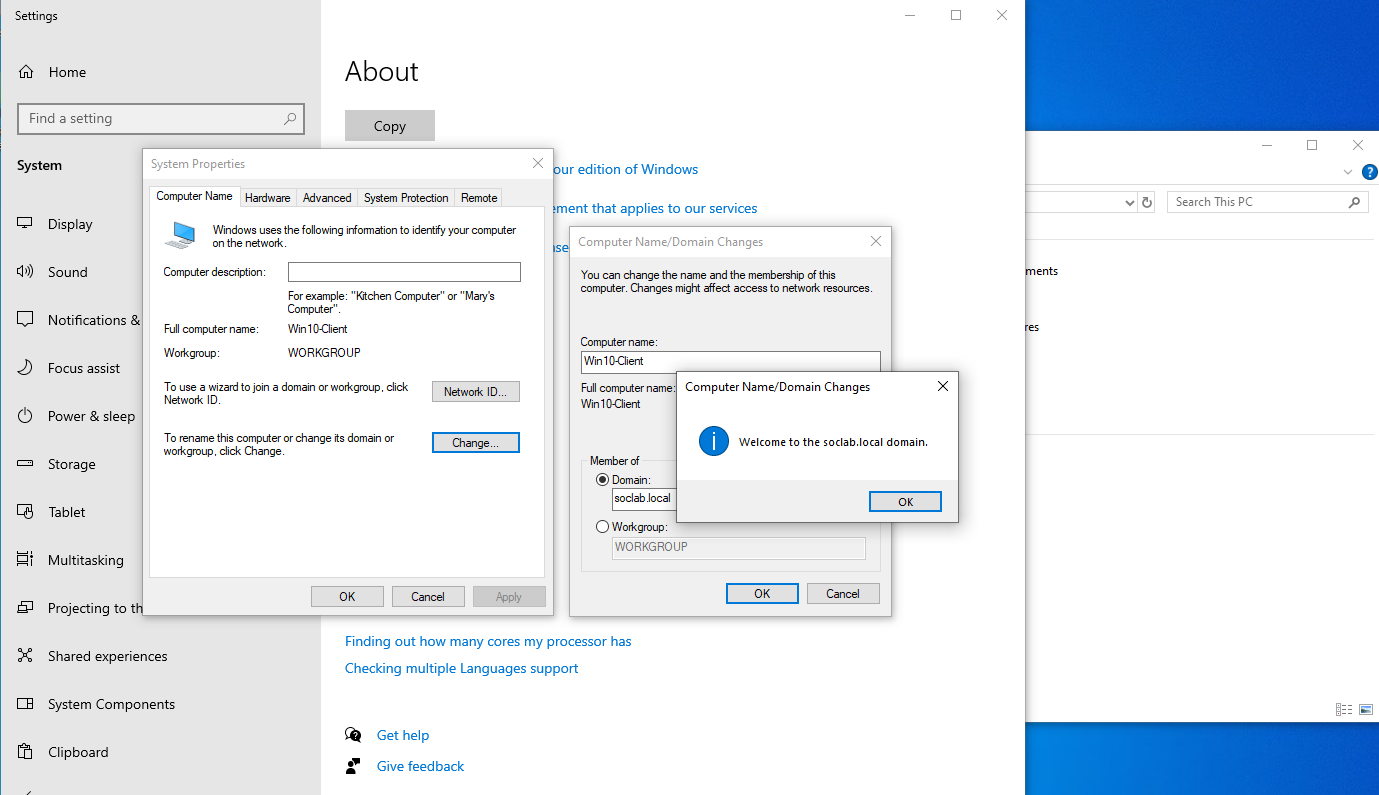 Settings
Home
Find a setting
System
Display
Sound
Notifications &
Focus assist
Power & sleep
Storage
Tablet
Multitasking
Projecting to th
Shared experiences
System Components
Clipboard
About
Copy
our edition of Windows
ement that applies to our services
nse
System Properties
Computer Name
Hardware
Advanced
System Protection
Remote
Windows uses the following information to identify your computer
on the network.
Computer description:
For example: "Kitchen Computer" or "Mary's
Computer".
Full computer name:
Win10-Client
Workgroup:
WORKGROUP
To use a wizard to join a domain or workgroup, click
Network ID.
Network ID...
To rename this computer or change its domain or
workgroup, click Change.
Change...
OK
Cancel
Apply
Computer Name/Domain Changes
You can change the name and the membership of this
computer. Changes might affect access to network resources.
Computer name:
Win10-Client
Full computer name:
Win10-Client
Member of
Domain:
soclab.local
Workgroup:
WORKGROUP
OK
Cancel
Computer Name/Domain Changes
Welcome to the soclab.local domain.
OK
Finding out how many cores my processor has
Checking multiple Languages support
Get help
Give feedback
Search This PC
ments
res